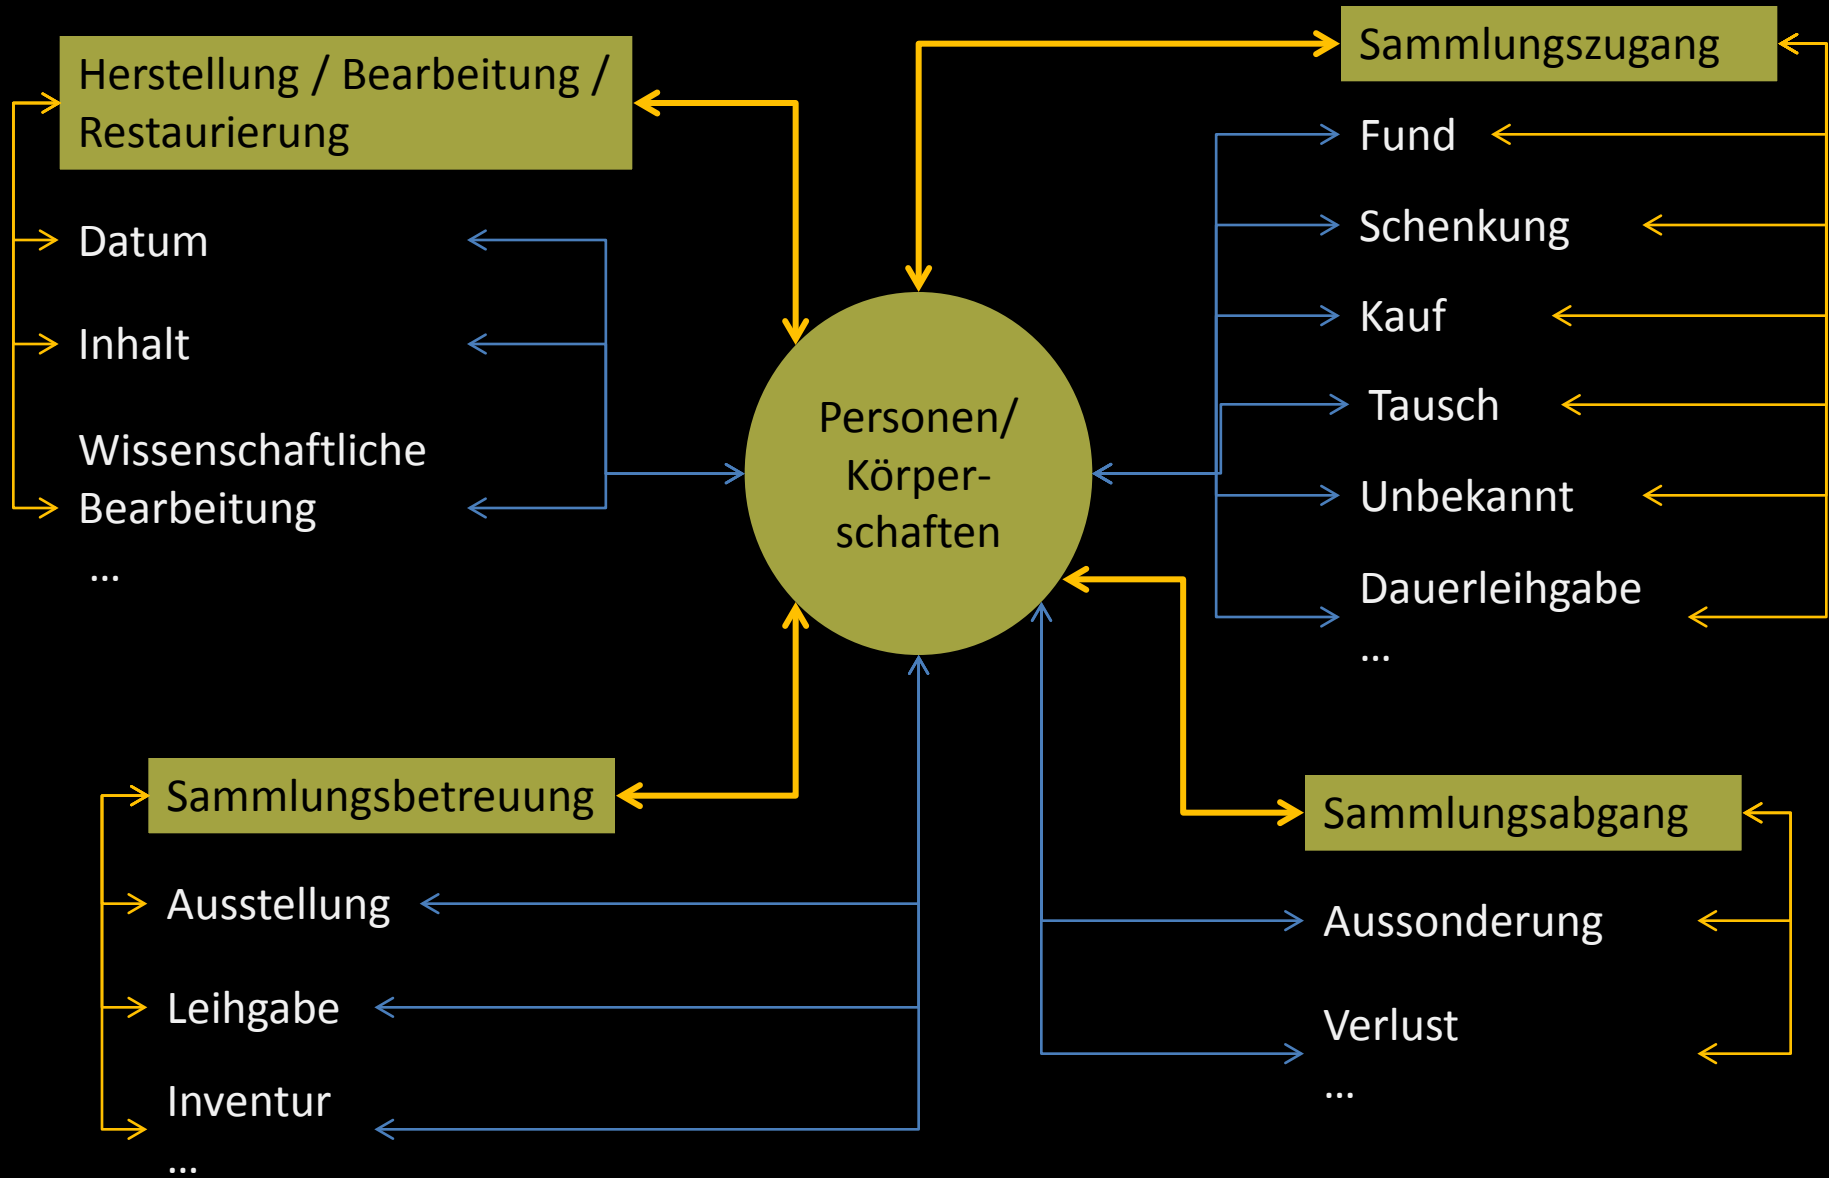 Herstellung / Bearbeitung /
Restaurierung
Datum
Inhalt
Wissenschaftliche
Bearbeitung
...
Personen/
Körper-
schaften
Sammlungszugang
Fund
Schenkung
Kauf
Tausch
Unbekannt
Dauerleihgabe
...
Sammlungsbetreuung
Ausstellung
Leihgabe
Inventur
...
Sammlungsabgang
Aussonderung
Verlust
...